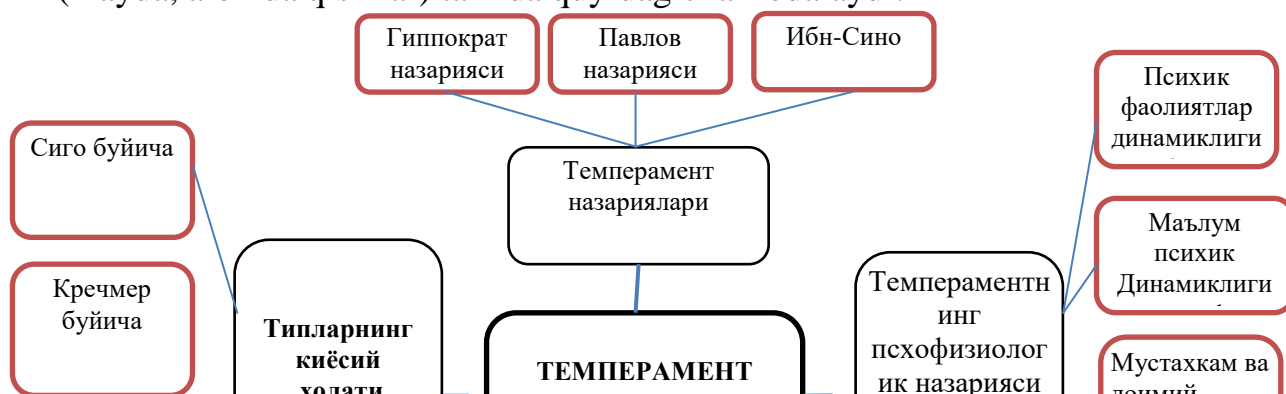 Гиппократ
назарияси
Павлов
назарияси
Ибн-Сино
Психик
фаолиятлар
динамиклиги
Сиго буйича
Темперамент
назариялари
Маълум
психик
Динамиклиги
Кречмер
буйича
Типларнинг
киёсий
холати
ТЕМПЕРАМЕНТ
Темпераментн
инг
псхофизиолог
ик назарияси
Мустахкам ва